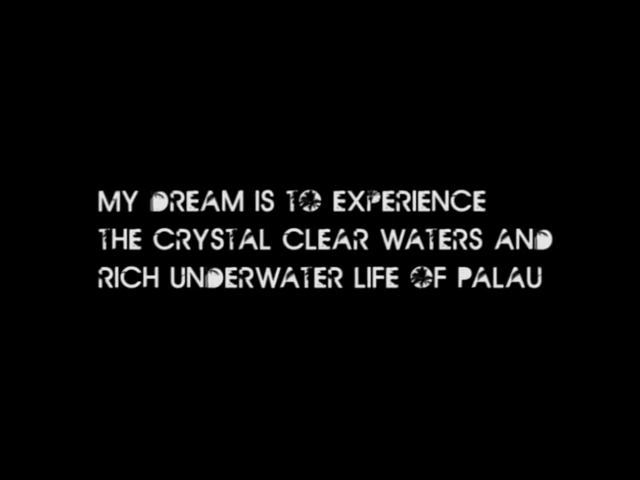 MY DREAM IS TO EXPERIENCE
THE CRYSTAL CLEAR WATERS AND
RICH UNDERWATER LIFE OF PALAU